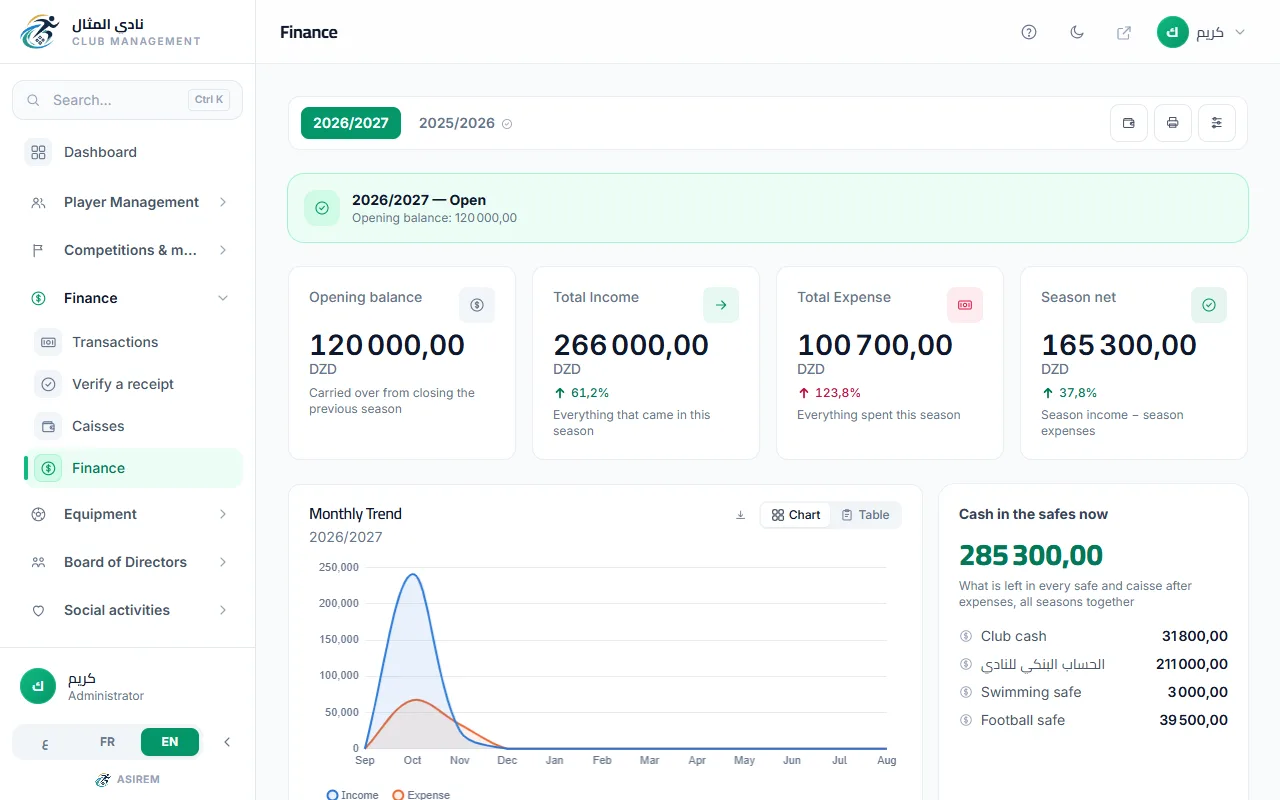 نادي المثال
CLUB MANAGEMENT
Search...
Ctrl K
Dashboard
Player Management
Competitions & m...
Finance
Transactions
Verify a receipt
Caisses
Finance
Equipment
Board of Directors
Social activities
ك
كريم
Administrator
ع
FR
EN
ASIREM
Finance
ك
كريم
2026/2027
2025/2026
2026/2027 — Open
Opening balance: 120 000,00
Opening balance
120 000,00
DZD
Carried over from closing the
previous season
Total Income
266 000,00
DZD
61,2%
Everything that came in this
season
Total Expense
100 700,00
DZD
123,8%
Everything spent this season
Season net
165 300,00
DZD
37,8%
Season income − season
expenses
Monthly Trend
2026/2027
Chart
Table
250,000
200,000
150,000
100,000
50,000
0
Sep Oct Nov Dec Jan Feb Mar Apr May Jun Jul Aug
Income Expense
Cash in the safes now
285 300,00
What is left in every safe and caisse after
expenses, all seasons together
Club cash 31 800,00
الحساب البنكي للنادي 211 000,00
Swimming safe 3 000,00
Football safe 39 500,00